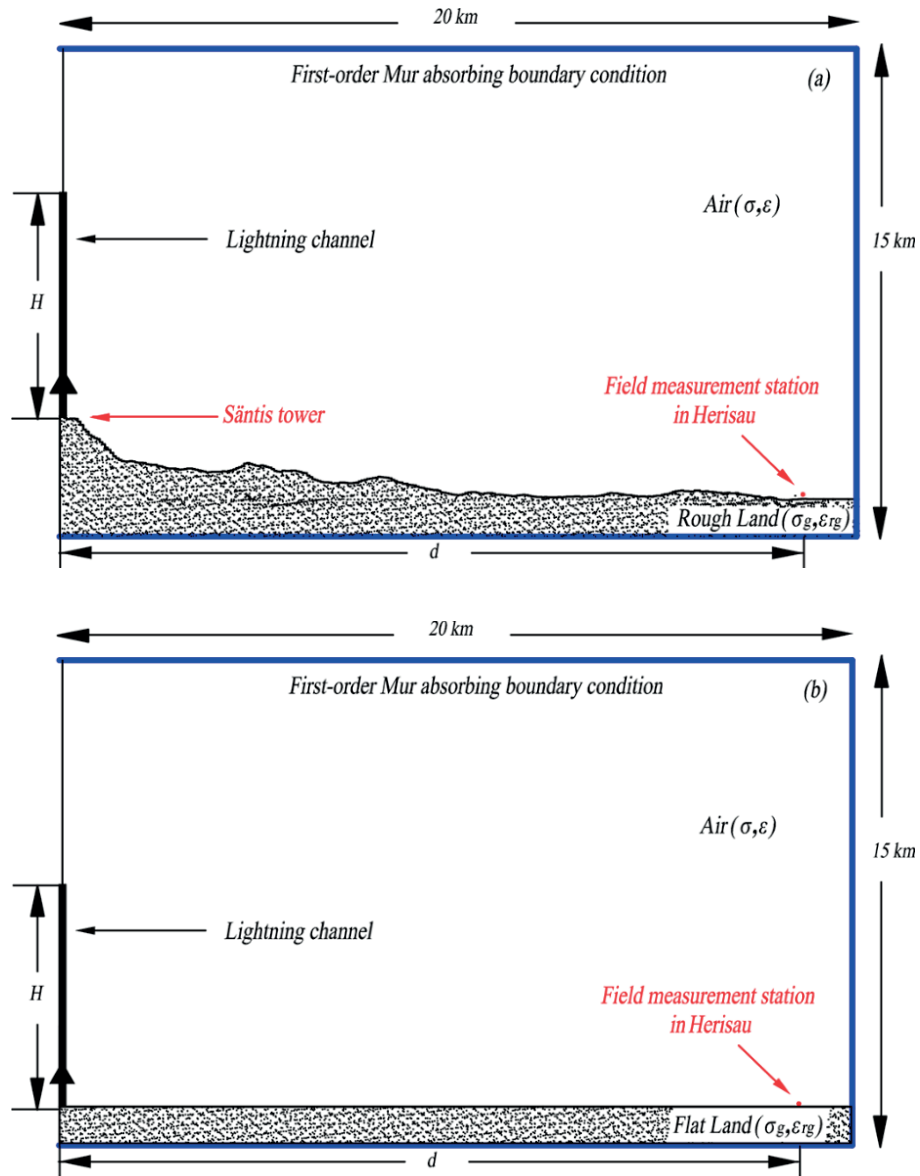 20 km
First-order Mur absorbing boundary condition
(a)
Air(σ,ε)
15 km
Lightning channel
H
Field measurement station
in Herisau
Säntis tower
Rough Land(σg,εrg)
d
20 km
First-order Mur absorbing boundary condition
(b)
Air(σ,ε)
15 km
Lightning channel
H
Field measurement station
in Herisau
Flat Land(σg,εrg)
d